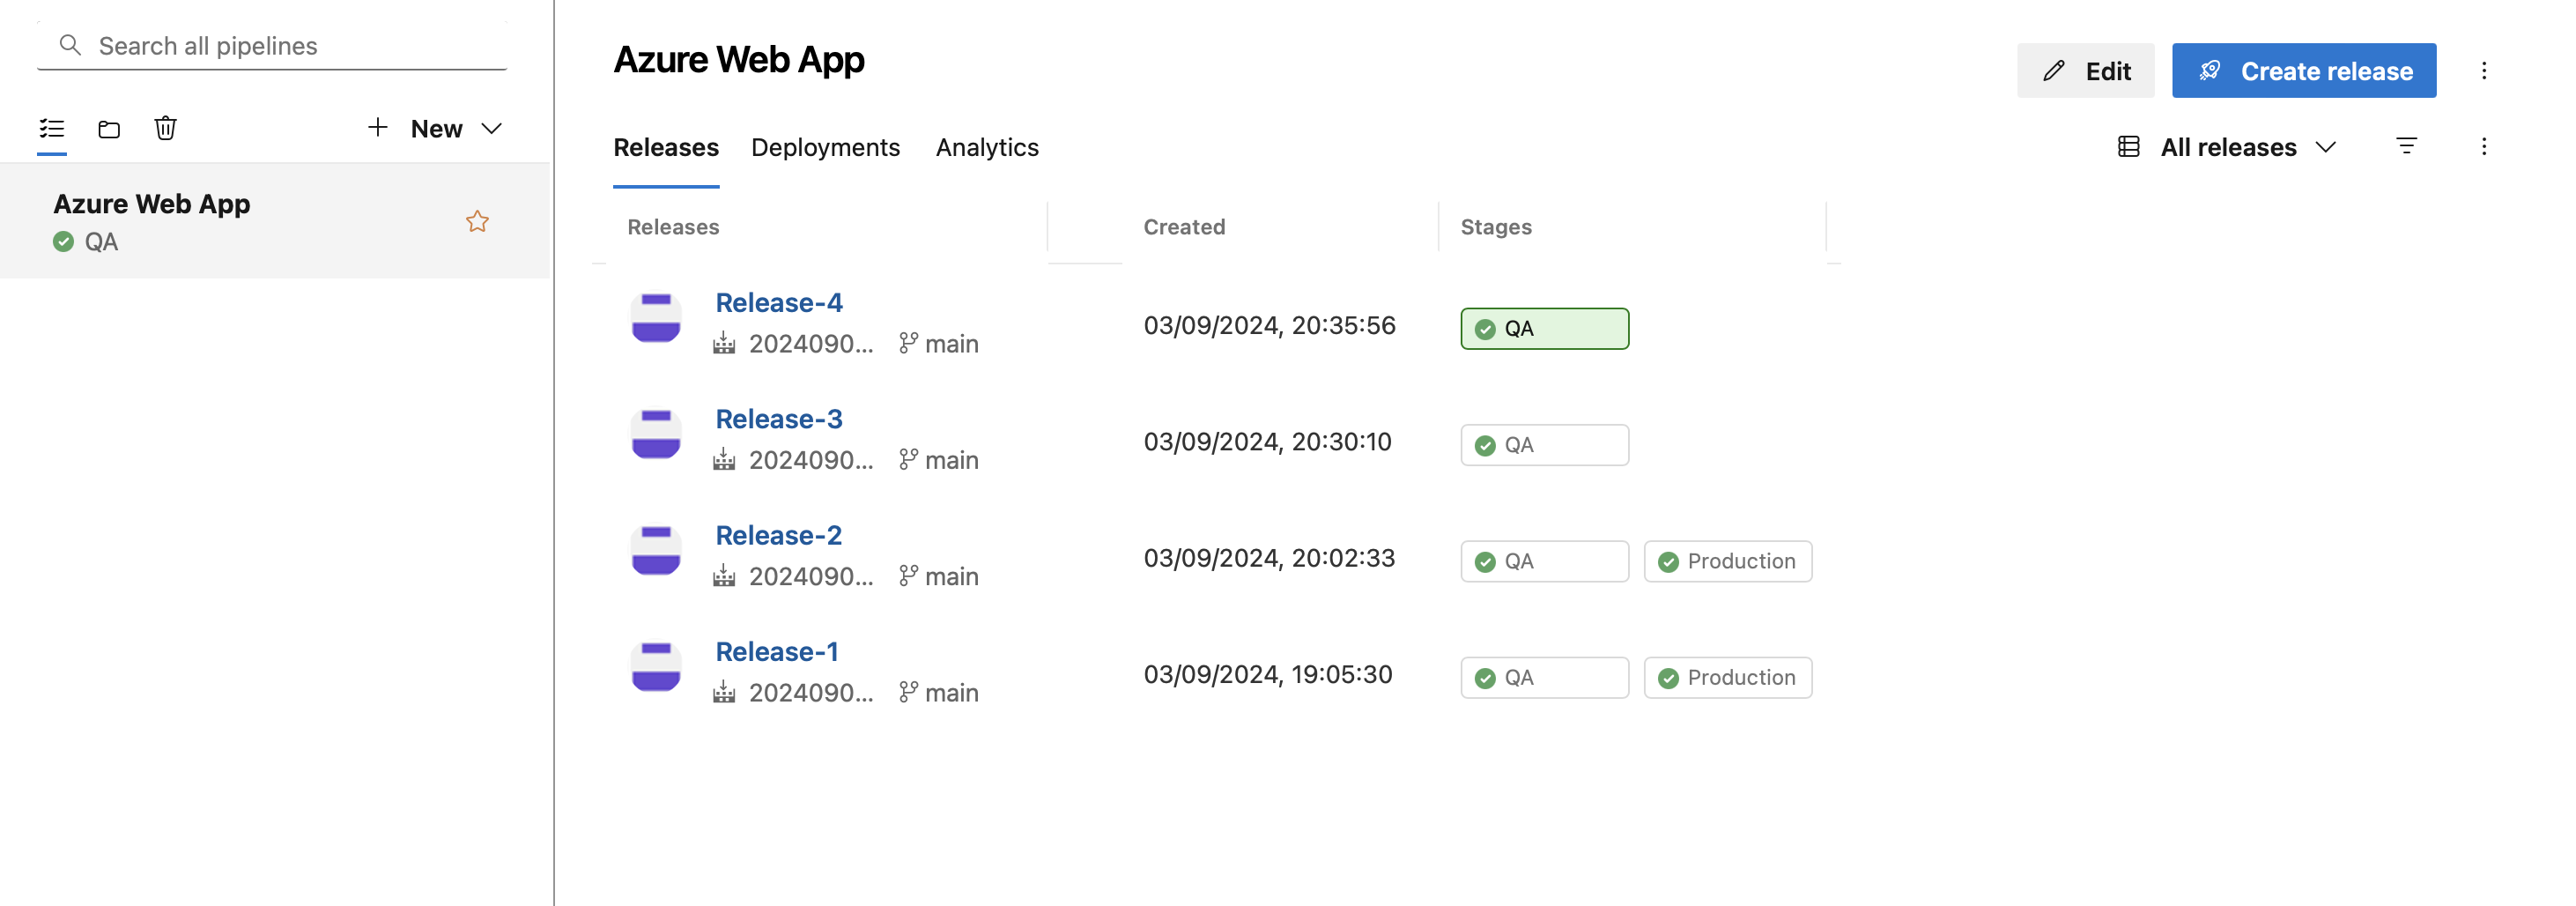 Search all pipelines
New
Azure Web App
QA
Azure Web App
Edit
Create release
Releases
Deployments
Analytics
All releases
Releases
Created
Stages
Release-4
2024090... main
03/09/2024, 20:35:56
QA
Release-3
2024090... main
03/09/2024, 20:30:10
QA
Release-2
2024090... main
03/09/2024, 20:02:33
QA
Production
Release-1
2024090... main
03/09/2024, 19:05:30
QA
Production